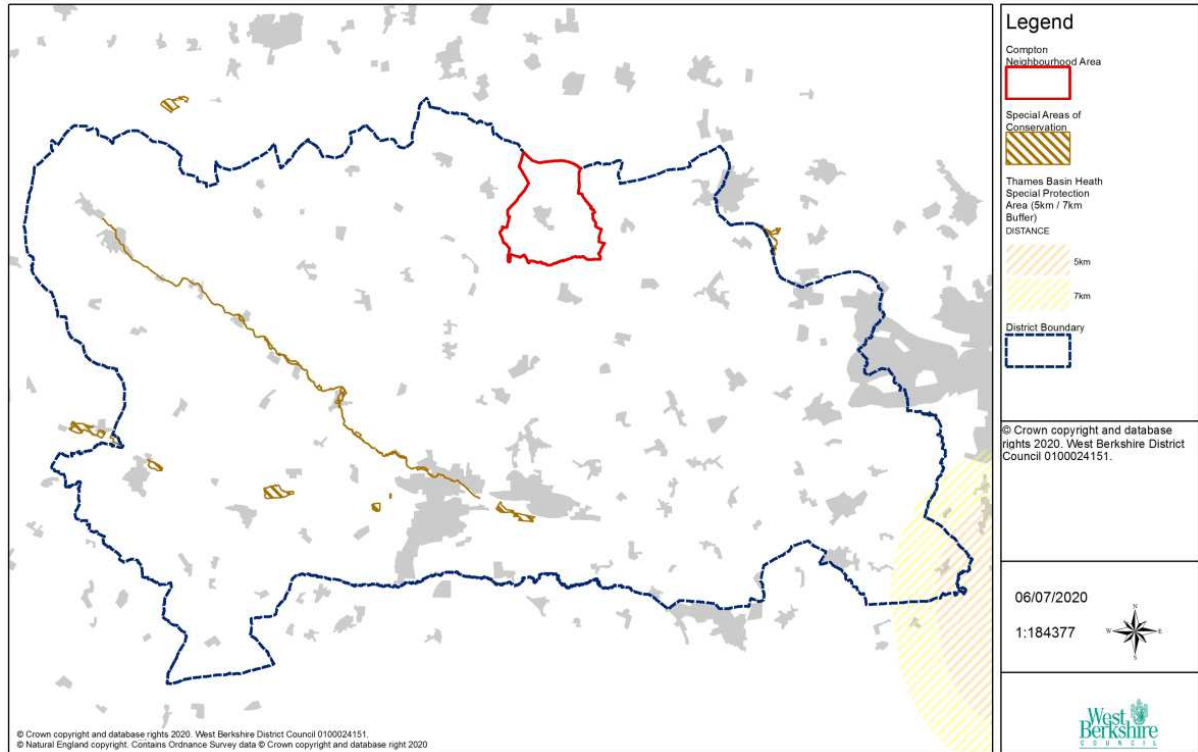 Legend
Compton
Neighbourhood Area
Special Areas of
Conservation
Thames Basin Heath
Special Protection
Area (5km / 7km
Buffer)
DISTANCE
5km
7km
District Boundary
© Crown copyright and database
rights 2020. West Berkshire District
Council 0100024151.
06/07/2020
1:184377
N
W
E
S
West
Berkshire
COUNCIL
© Crown copyright and database rights 2020. West Berkshire District Council 0100024151.
© Natural England copyright. Contains Ordnance Survey data © Crown copyright and database right 2020